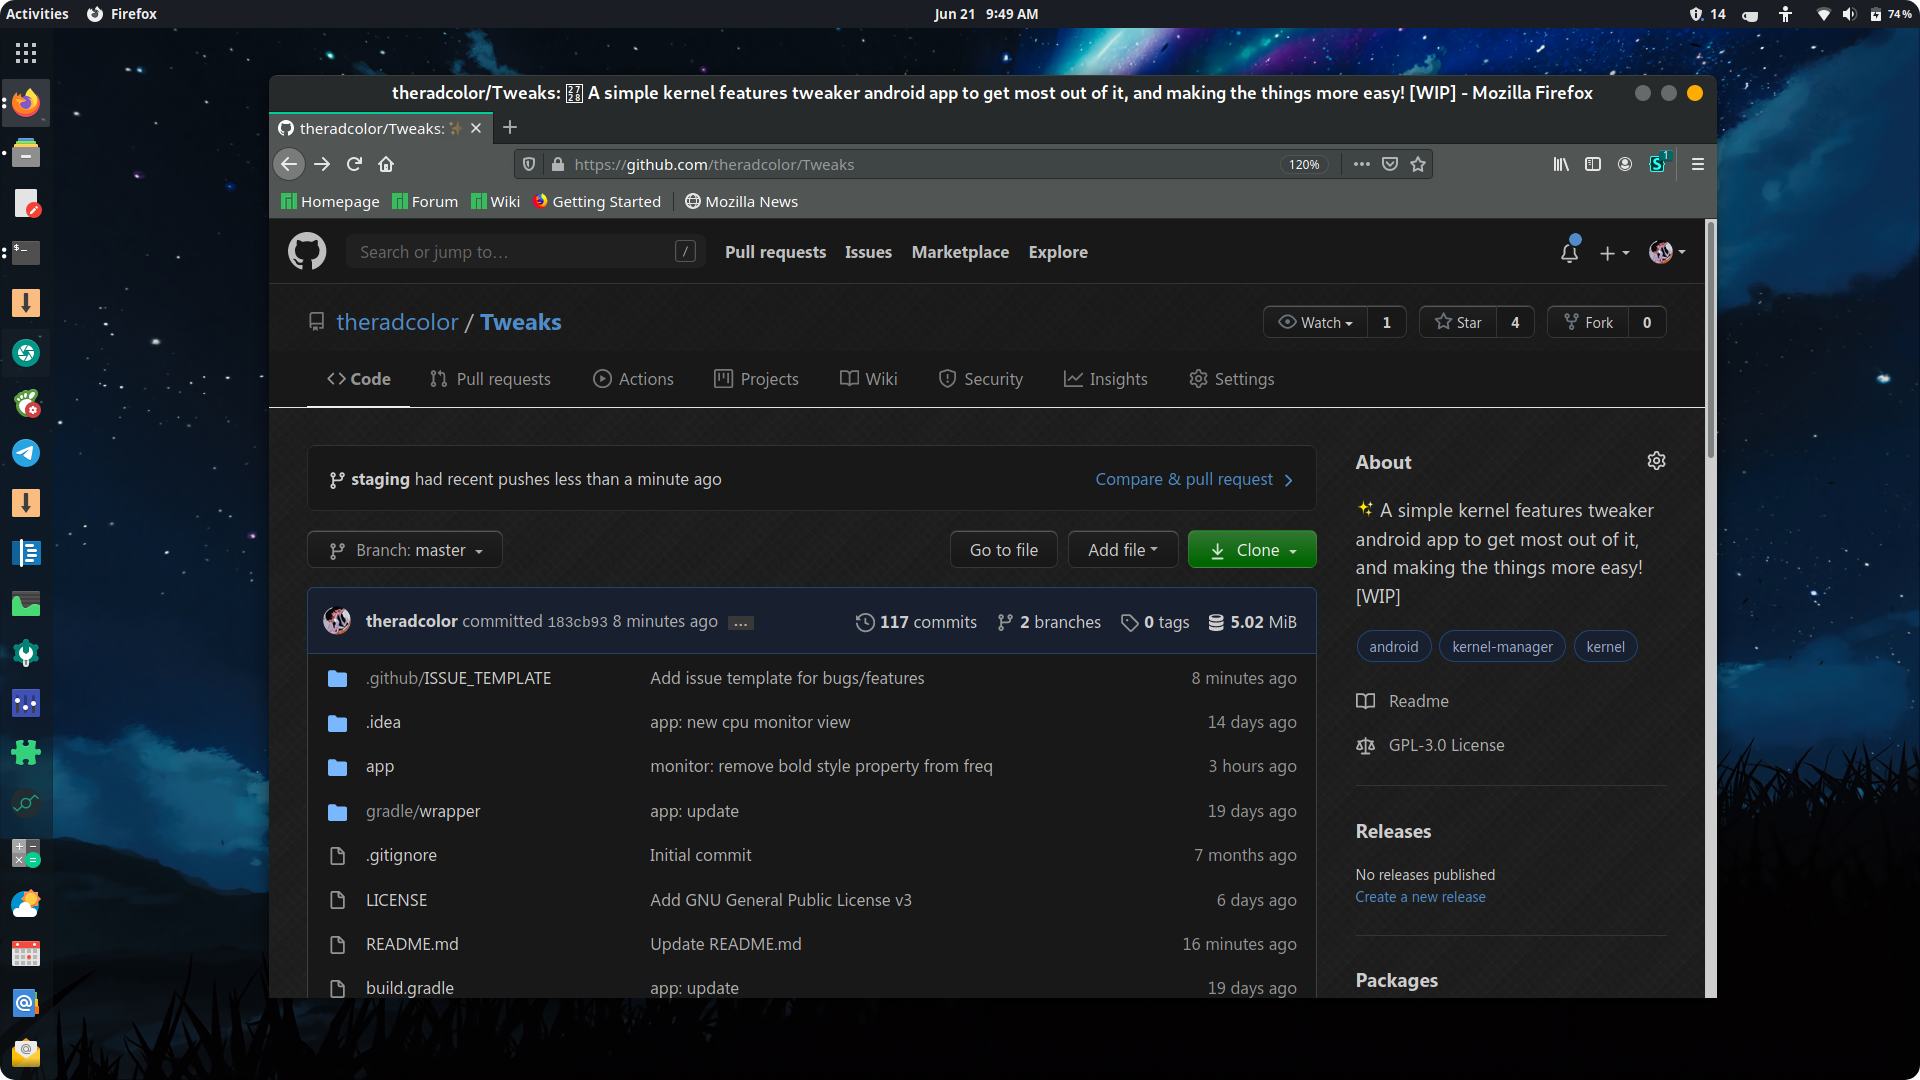 Activities Firefox Jun 21 9:49 AM 14 74 %
theradcolor/Tweaks: ✨ A simple kernel features tweaker android app to get most out of it, and making the things more easy! [WIP] - Mozilla Firefox
theradcolor/Tweaks: ✨
https://github.com/theradcolor/Tweaks 120% S 1
Homepage Forum Wiki Getting Started Mozilla News
Search or jump to… / Pull requests Issues Marketplace Explore
theradcolor / Tweaks Watch 1 Star 4 Fork 0
Code Pull requests Actions Projects Wiki Security Insights Settings
staging had recent pushes less than a minute ago Compare & pull request
Branch: master Go to file Add file Clone
theradcolor committed 183cb93 8 minutes ago … 117 commits 2 branches 0 tags 5.02 MiB
.github/ISSUE_TEMPLATE Add issue template for bugs/features 8 minutes ago
.idea app: new cpu monitor view 14 days ago
app monitor: remove bold style property from freq 3 hours ago
gradle/wrapper app: update 19 days ago
.gitignore Initial commit 7 months ago
LICENSE Add GNU General Public License v3 6 days ago
README.md Update README.md 16 minutes ago
build.gradle app: update 19 days ago
About
✨ A simple kernel features tweaker
android app to get most out of it,
and making the things more easy!
[WIP]
android kernel-manager kernel
Readme
GPL-3.0 License
Releases
No releases published
Create a new release
Packages